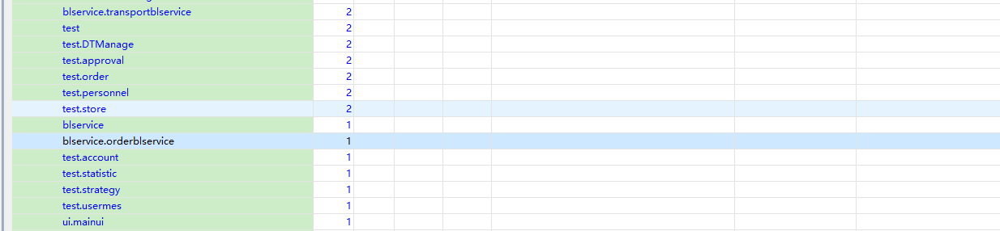 blservice.transportblservice 2
test 2
test.DTManage 2
test.approval 2
test.order 2
test.personnel 2
test.store 2
blservice 1
blservice.orderblservice 1
test.account 1
test.statistic 1
test.strategy 1
test.usermes 1
ui.mainui 1